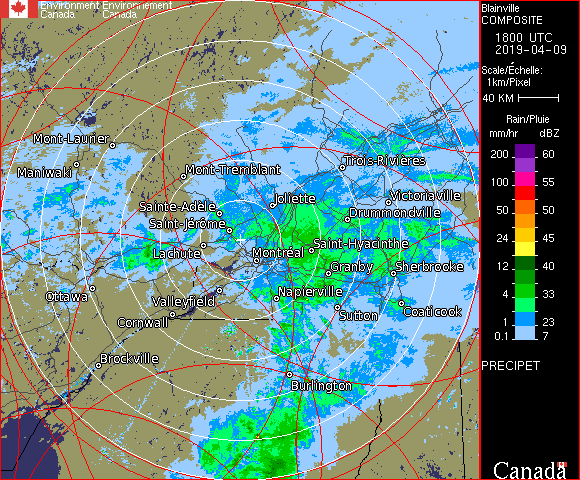 Environment Environnement
Canada Canada
Blainville
COMPOSITE
1800 UTC
2019-04-09
Scale/Échelle:
1km/Pixel
40 KM
Rain/Pluie
mm/hr dBZ
200 60
100 55
50 50
24 45
12 40
4 33
1 23
0.1 7
PRECIPET
Canada
Mont-Laurier
Maniwaki
Mont-Tremblant
Trois-Rivières
Sainte-Adele
Joliette
Victoriaville
Drummondville
Saint-Jérôme
Lachute
Montréal
Saint-Hyacinthe
Granby
Sherbrooke
Ottawa
Valleyfield
Napierville
Cornwall
Sutton
Coaticook
Brockville
Burlington